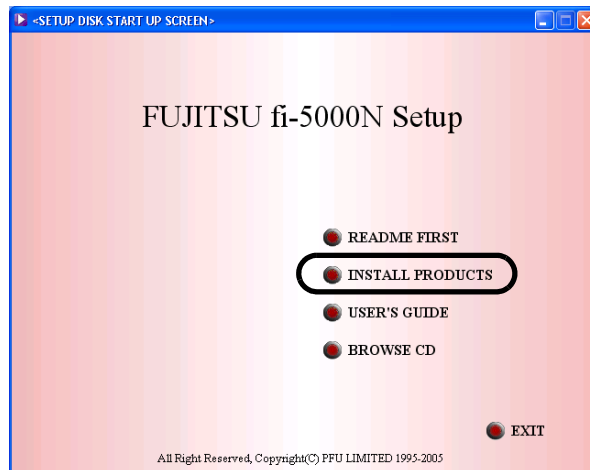 <SETUP DISK START UP SCREEN>
FUJITSU fi-5000N Setup
README FIRST
INSTALL PRODUCTS
USER'S GUIDE
BROWSE CD
EXIT
All Right Reserved, Copyright(C) PFU LIMITED 1995-2005